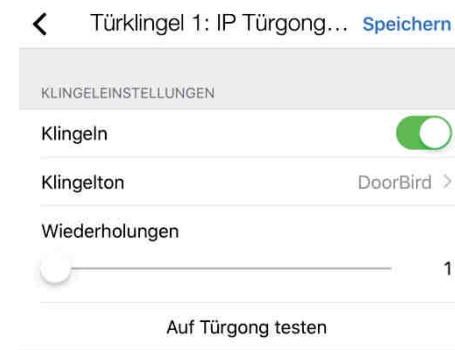 Türklingel 1: IP Türgong... Speichern
KLINGELEINSTELLUNGEN
Klingeln
Klingelton DoorBird
Wiederholungen
1
Auf Türgong testen